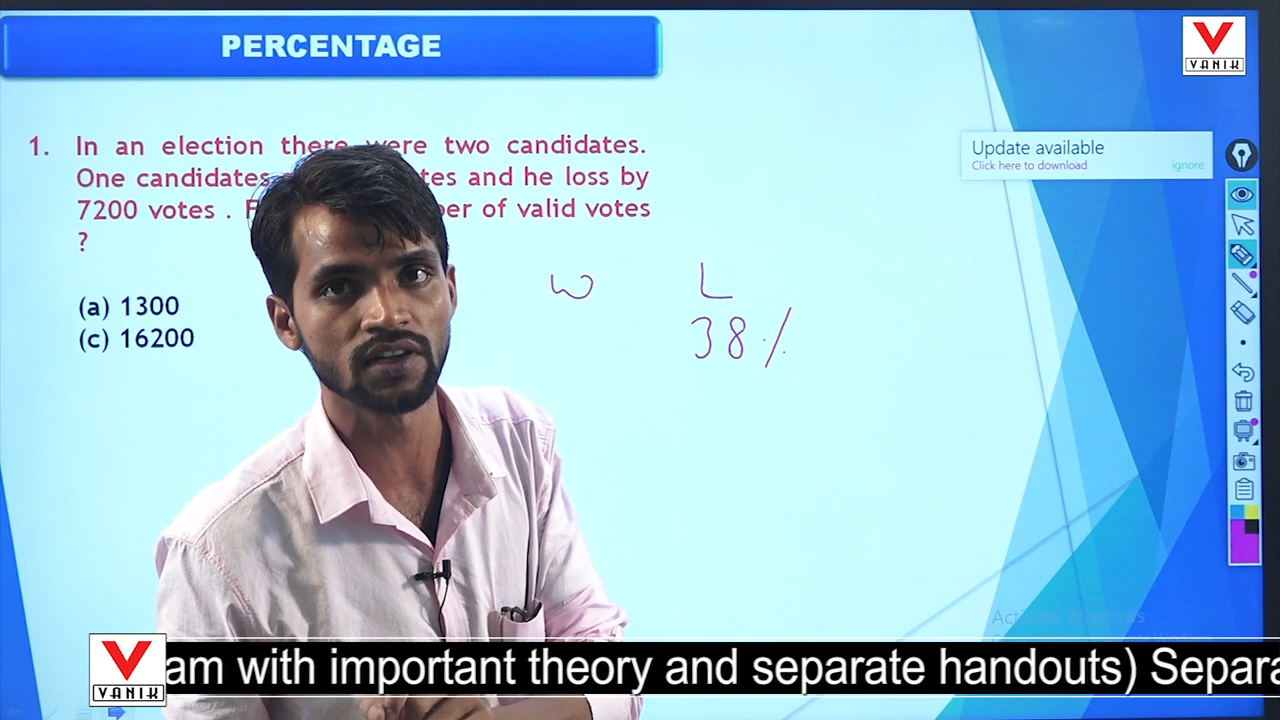 PERCENTAGE
V
VANIK
1. In an election there were two candidates.
One candidates and he loss by
7200 votes . of valid votes
?
Update available
Click here to download ignore
(a) 1300
(c) 16200
W L
38%
V
VANIK
am with important theory and separate handouts) Separa